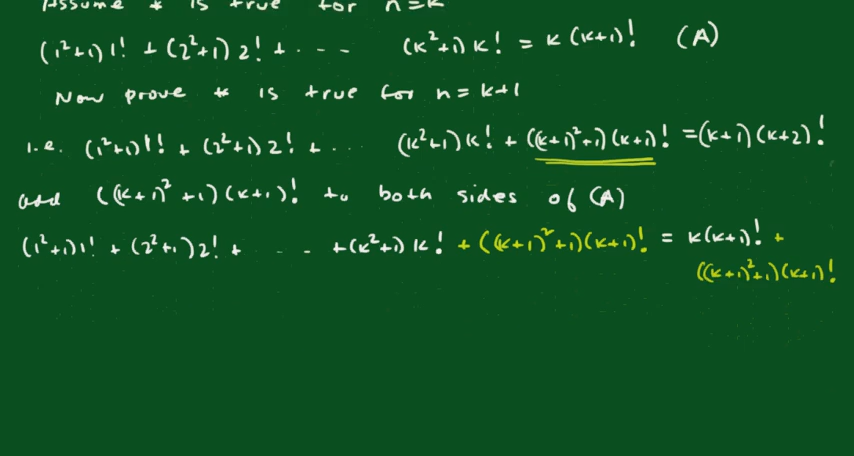 Assume * is true for n=k
(1²+1)1! + (2²+1)2! + ... (k²+1)k! = k(k+1)! (A)
Now prove * is true for n=k+1
i.e. (1²+1)1! + (2²+1)2! + ... (k²+1)k! + ((k+1)²+1)(k+1)! =(k+1)(k+2)!
add ((k+1)²+1)(k+1)! to both sides of (A)
(1²+1)1! + (2²+1)2! + ... +(k²+1)k! +((k+1)²+1)(k+1)! = k(k+1)! +
((k+1)²+1)(k+1)!